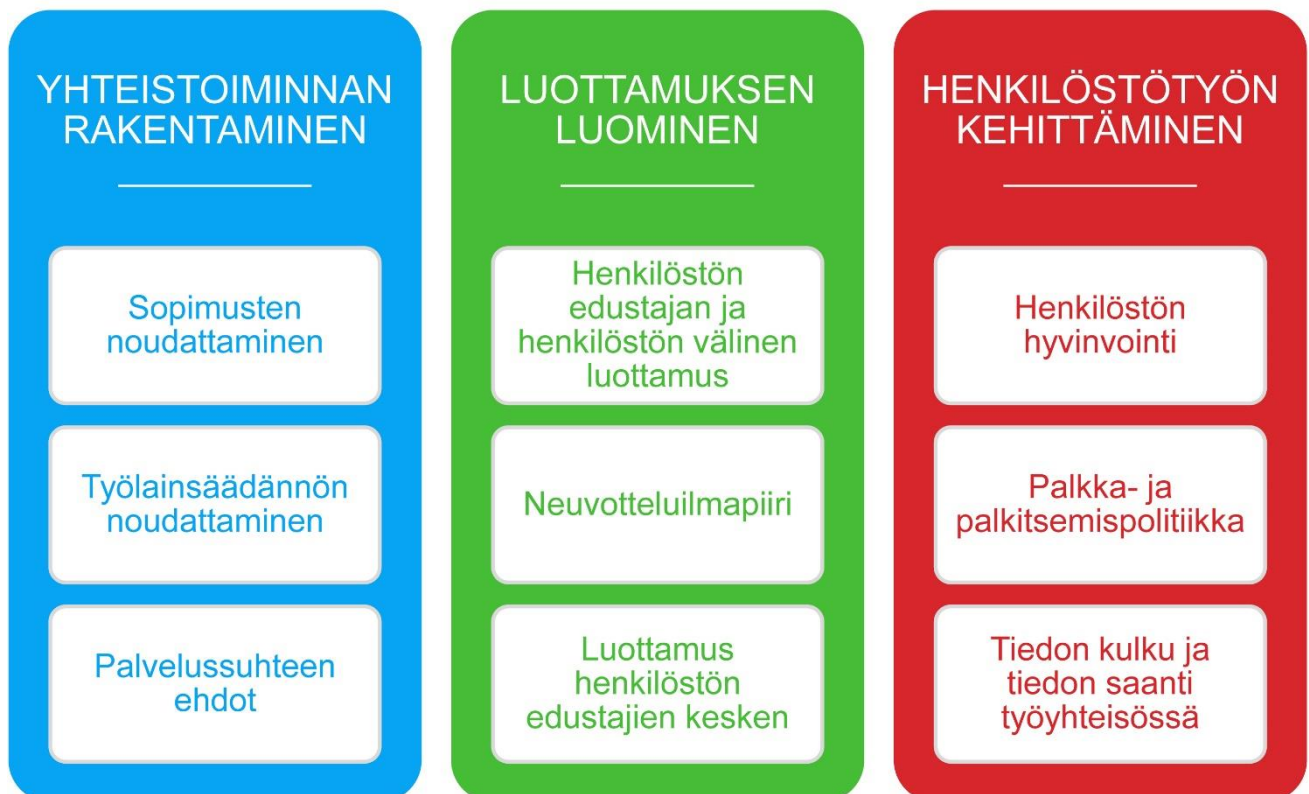 YHTEISTOIMINNAN
RAKENTAMINEN
Sopimusten
noudattaminen
Työlainsäädännön
noudattaminen
Palvelussuhteen
ehdot
LUOTTAMUKSEN
LUOMINEN
Henkilöstön
edustajan ja
henkilöstön välinen
luottamus
Neuvotteluilmapiiri
Luottamus
henkilöstön
edustajien kesken
HENKILÖSTÖTYÖN
KEHITTÄMINEN
Henkilöstön
hyvinvointi
Palkka- ja
palkitsemispolitiikka
Tiedon kulku ja
tiedon saanti
työyhteisössä